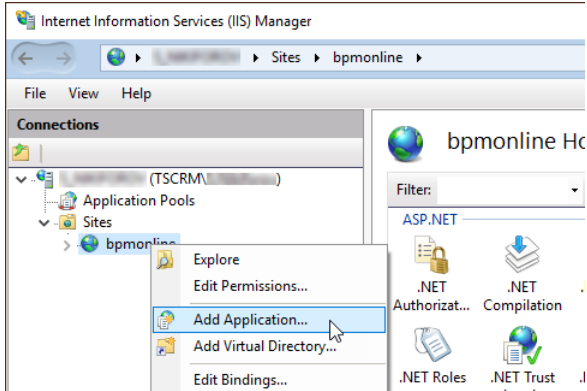 Internet Information Services (IIS) Manager
Sites bpmonline
File View Help
Connections
(TSCRM\ )
Application Pools
Sites
bpmonline
Explore
Edit Permissions...
Add Application...
Add Virtual Directory...
Edit Bindings...
bpmonline Ho
Filter:
ASP.NET
.NET Authorizat...
.NET Compilation
.NET Roles
.NET Trust